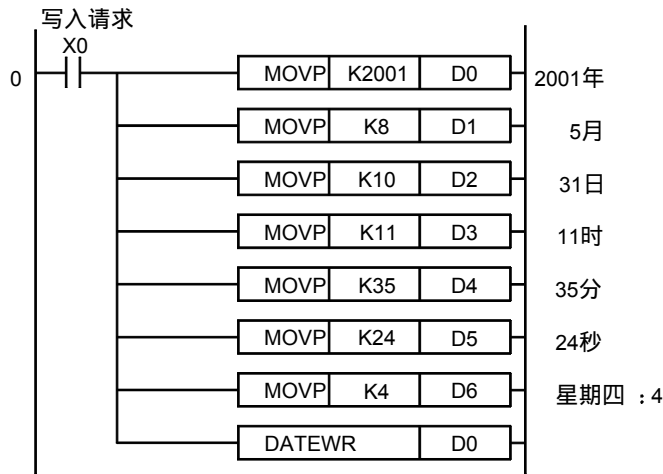 写入请求
X0
0 MOVP K2001 D0 2001年
MOVP K8 D1 5月
MOVP K10 D2 31日
MOVP K11 D3 11时
MOVP K35 D4 35分
MOVP K24 D5 24秒
MOVP K4 D6 星期四 : 4
DATEWR D0